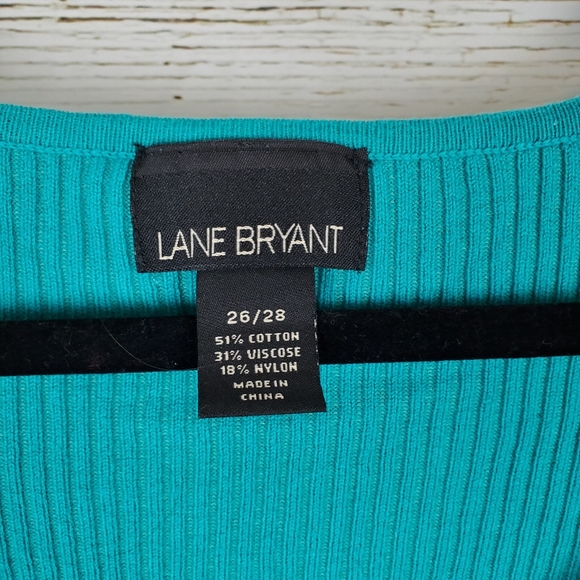 LANE BRYANT
26/28
51% COTTON
31% VISCOSE
18% NYLON
MADE IN
CHINA